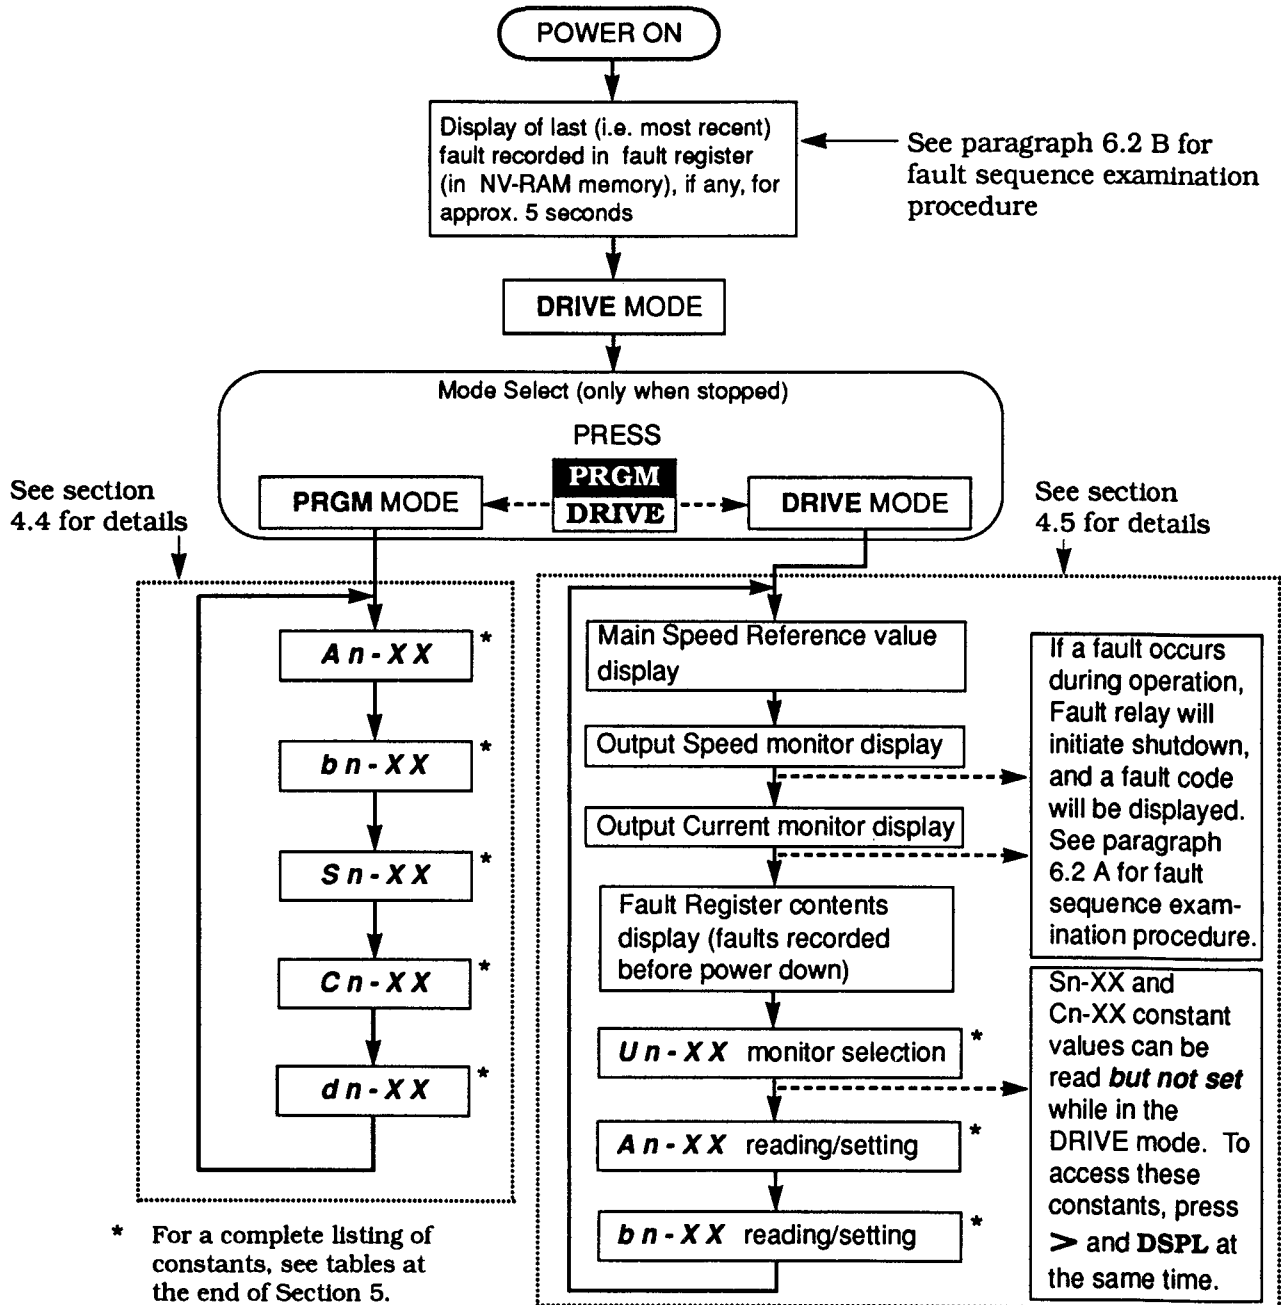 POWER ON
Display of last (i.e. most recent)
fault recorded in fault register
(in NV-RAM memory), if any, for
approx. 5 seconds
See paragraph 6.2 B for
fault sequence examination
procedure
DRIVE MODE
Mode Select (only when stopped)
PRESS
PRGM
DRIVE
PRGM MODE
DRIVE MODE
See section
4.4 for details
See section
4.5 for details
An-XX *
bn-XX *
Sn-XX *
Cn-XX *
dn-XX *
* For a complete listing of
constants, see tables at
the end of Section 5.
Main Speed Reference value
display
Output Speed monitor display
Output Current monitor display
Fault Register contents
display (faults recorded
before power down)
Un-XX monitor selection *
An-XX reading/setting *
bn-XX reading/setting *
If a fault occurs
during operation,
Fault relay will
initiate shutdown,
and a fault code
will be displayed.
See paragraph
6.2 A for fault
sequence exam-
ination procedure.
Sn-XX and
Cn-XX constant
values can be
read but not set
while in the
DRIVE mode. To
access these
constants, press
> and DSPL at
the same time.